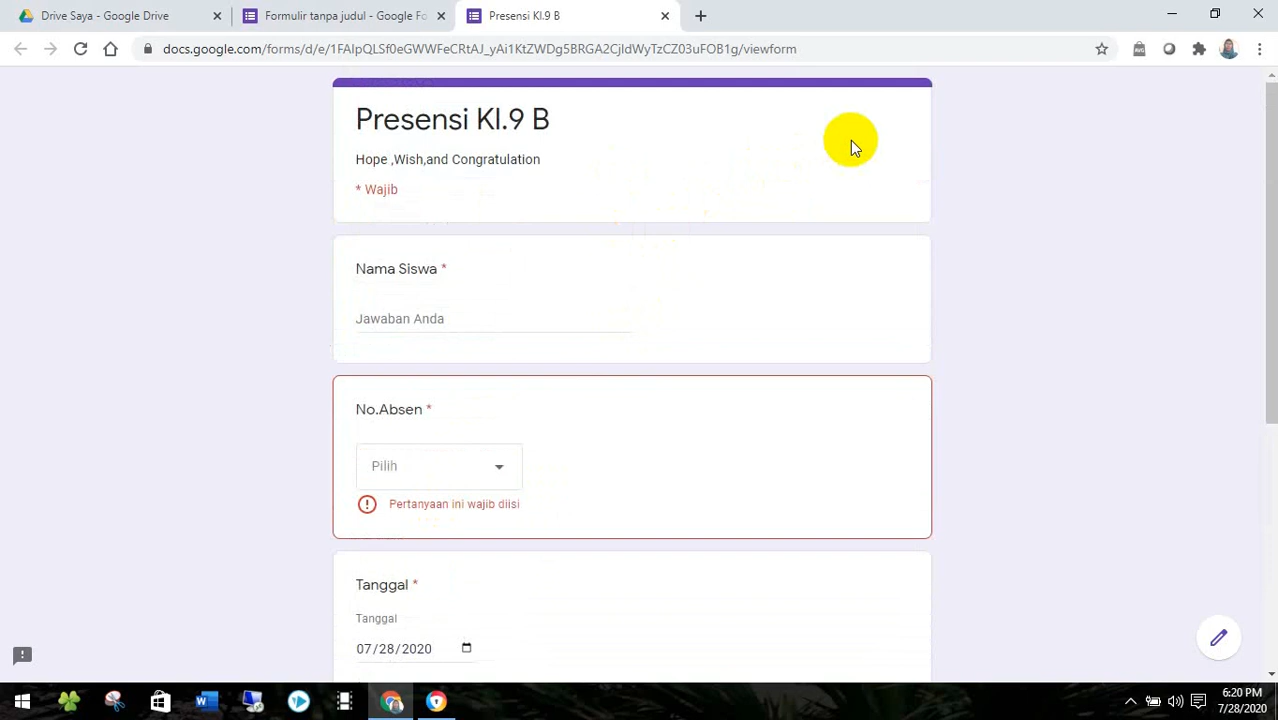 Drive Saya - Google Drive
Formulir tanpa judul - Google Fo
Presensi Kl.9 B
docs.google.com/forms/d/e/1FAIpQLSf0eGWWFeCRtAJ_yAi1KtZWDg5BRGA2CjldWyTzCZ03uFOB1g/viewform
Presensi Kl.9 B
Hope ,Wish,and Congratulation
* Wajib
Nama Siswa *
Jawaban Anda
No.Absen *
Pilih
Pertanyaan ini wajib diisi
Tanggal *
Tanggal
07/28/2020
6:20 PM
7/28/2020